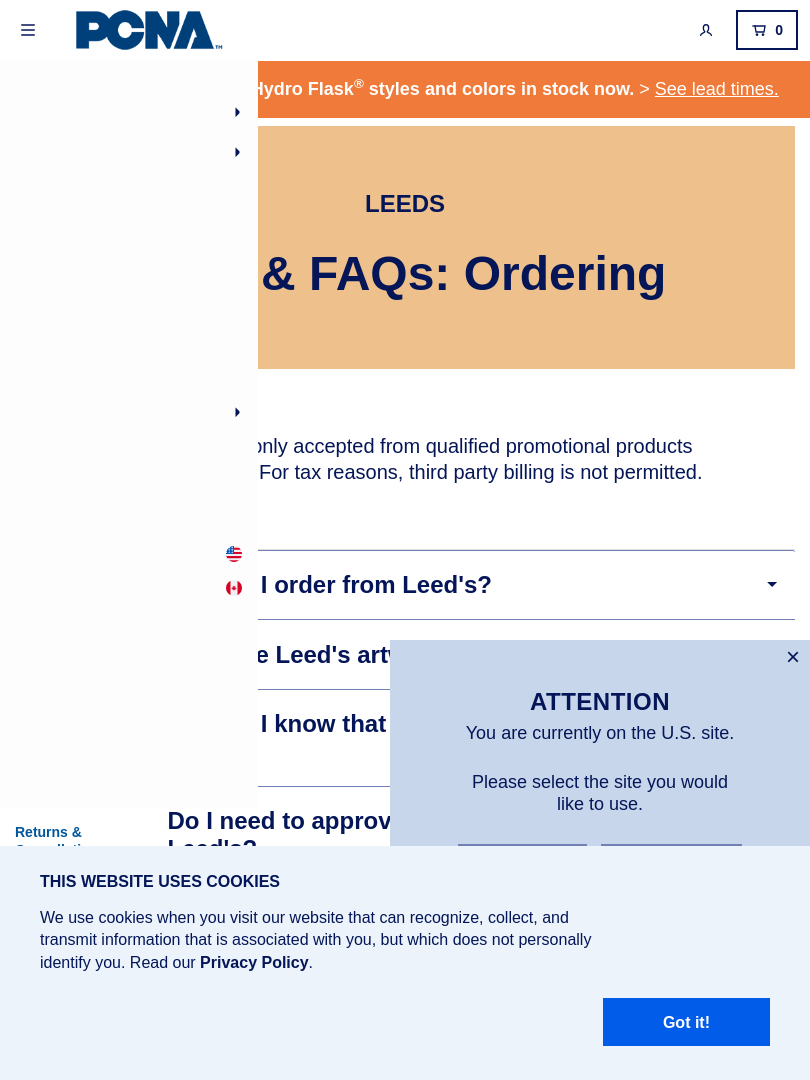 PCNA™
0
Hydro Flask® styles and colors in stock now. > See lead times.
LEEDS
& FAQs: Ordering
only accepted from qualified promotional products
For tax reasons, third party billing is not permitted.
I order from Leed's?
e Leed's
I know that
×
ATTENTION
You are currently on the U.S. site.
Please select the site you would
like to use.
Returns &
Do I need to approv
Leed's?
THIS WEBSITE USES COOKIES
We use cookies when you visit our website that can recognize, collect, and
transmit information that is associated with you, but which does not personally
identify you. Read our Privacy Policy.
Got it!